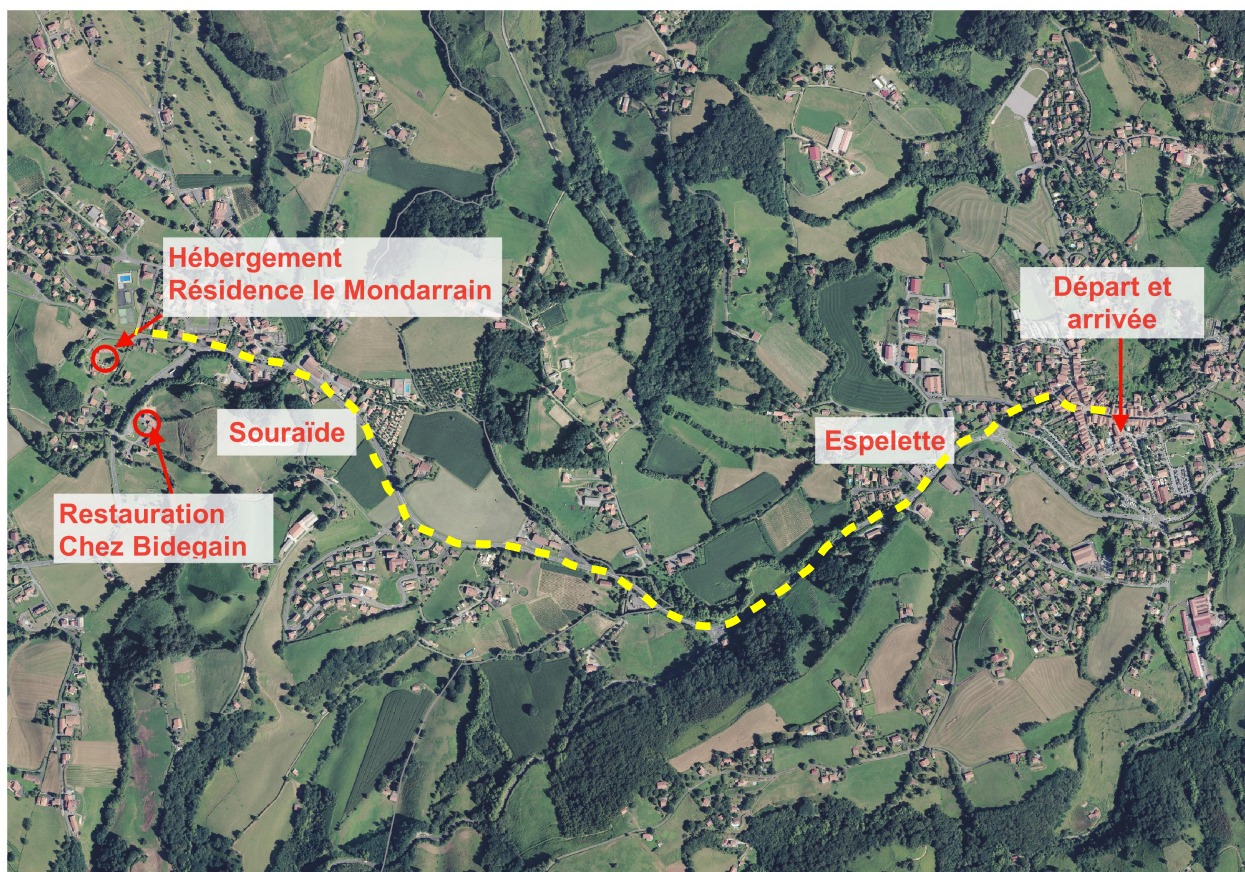 Hébergement
Résidence le Mondarrain
Départ et
arrivée
Souraïde
Espelette
Restauration
Chez Bidegain